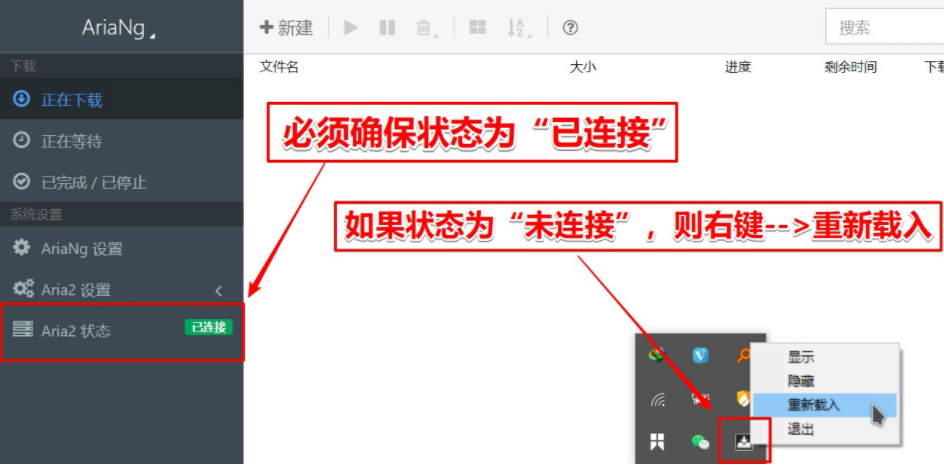 AriaNg
新建
搜索
下载
文件名 大小 进度 剩余时间 下载
正在下载
正在等待
已完成 / 已停止
系统设置
AriaNg 设置
Aria2 设置
Aria2 状态 已连接
必须确保状态为“已连接”
如果状态为“未连接”，则右键-->重新载入
显示
隐藏
重新载入
退出